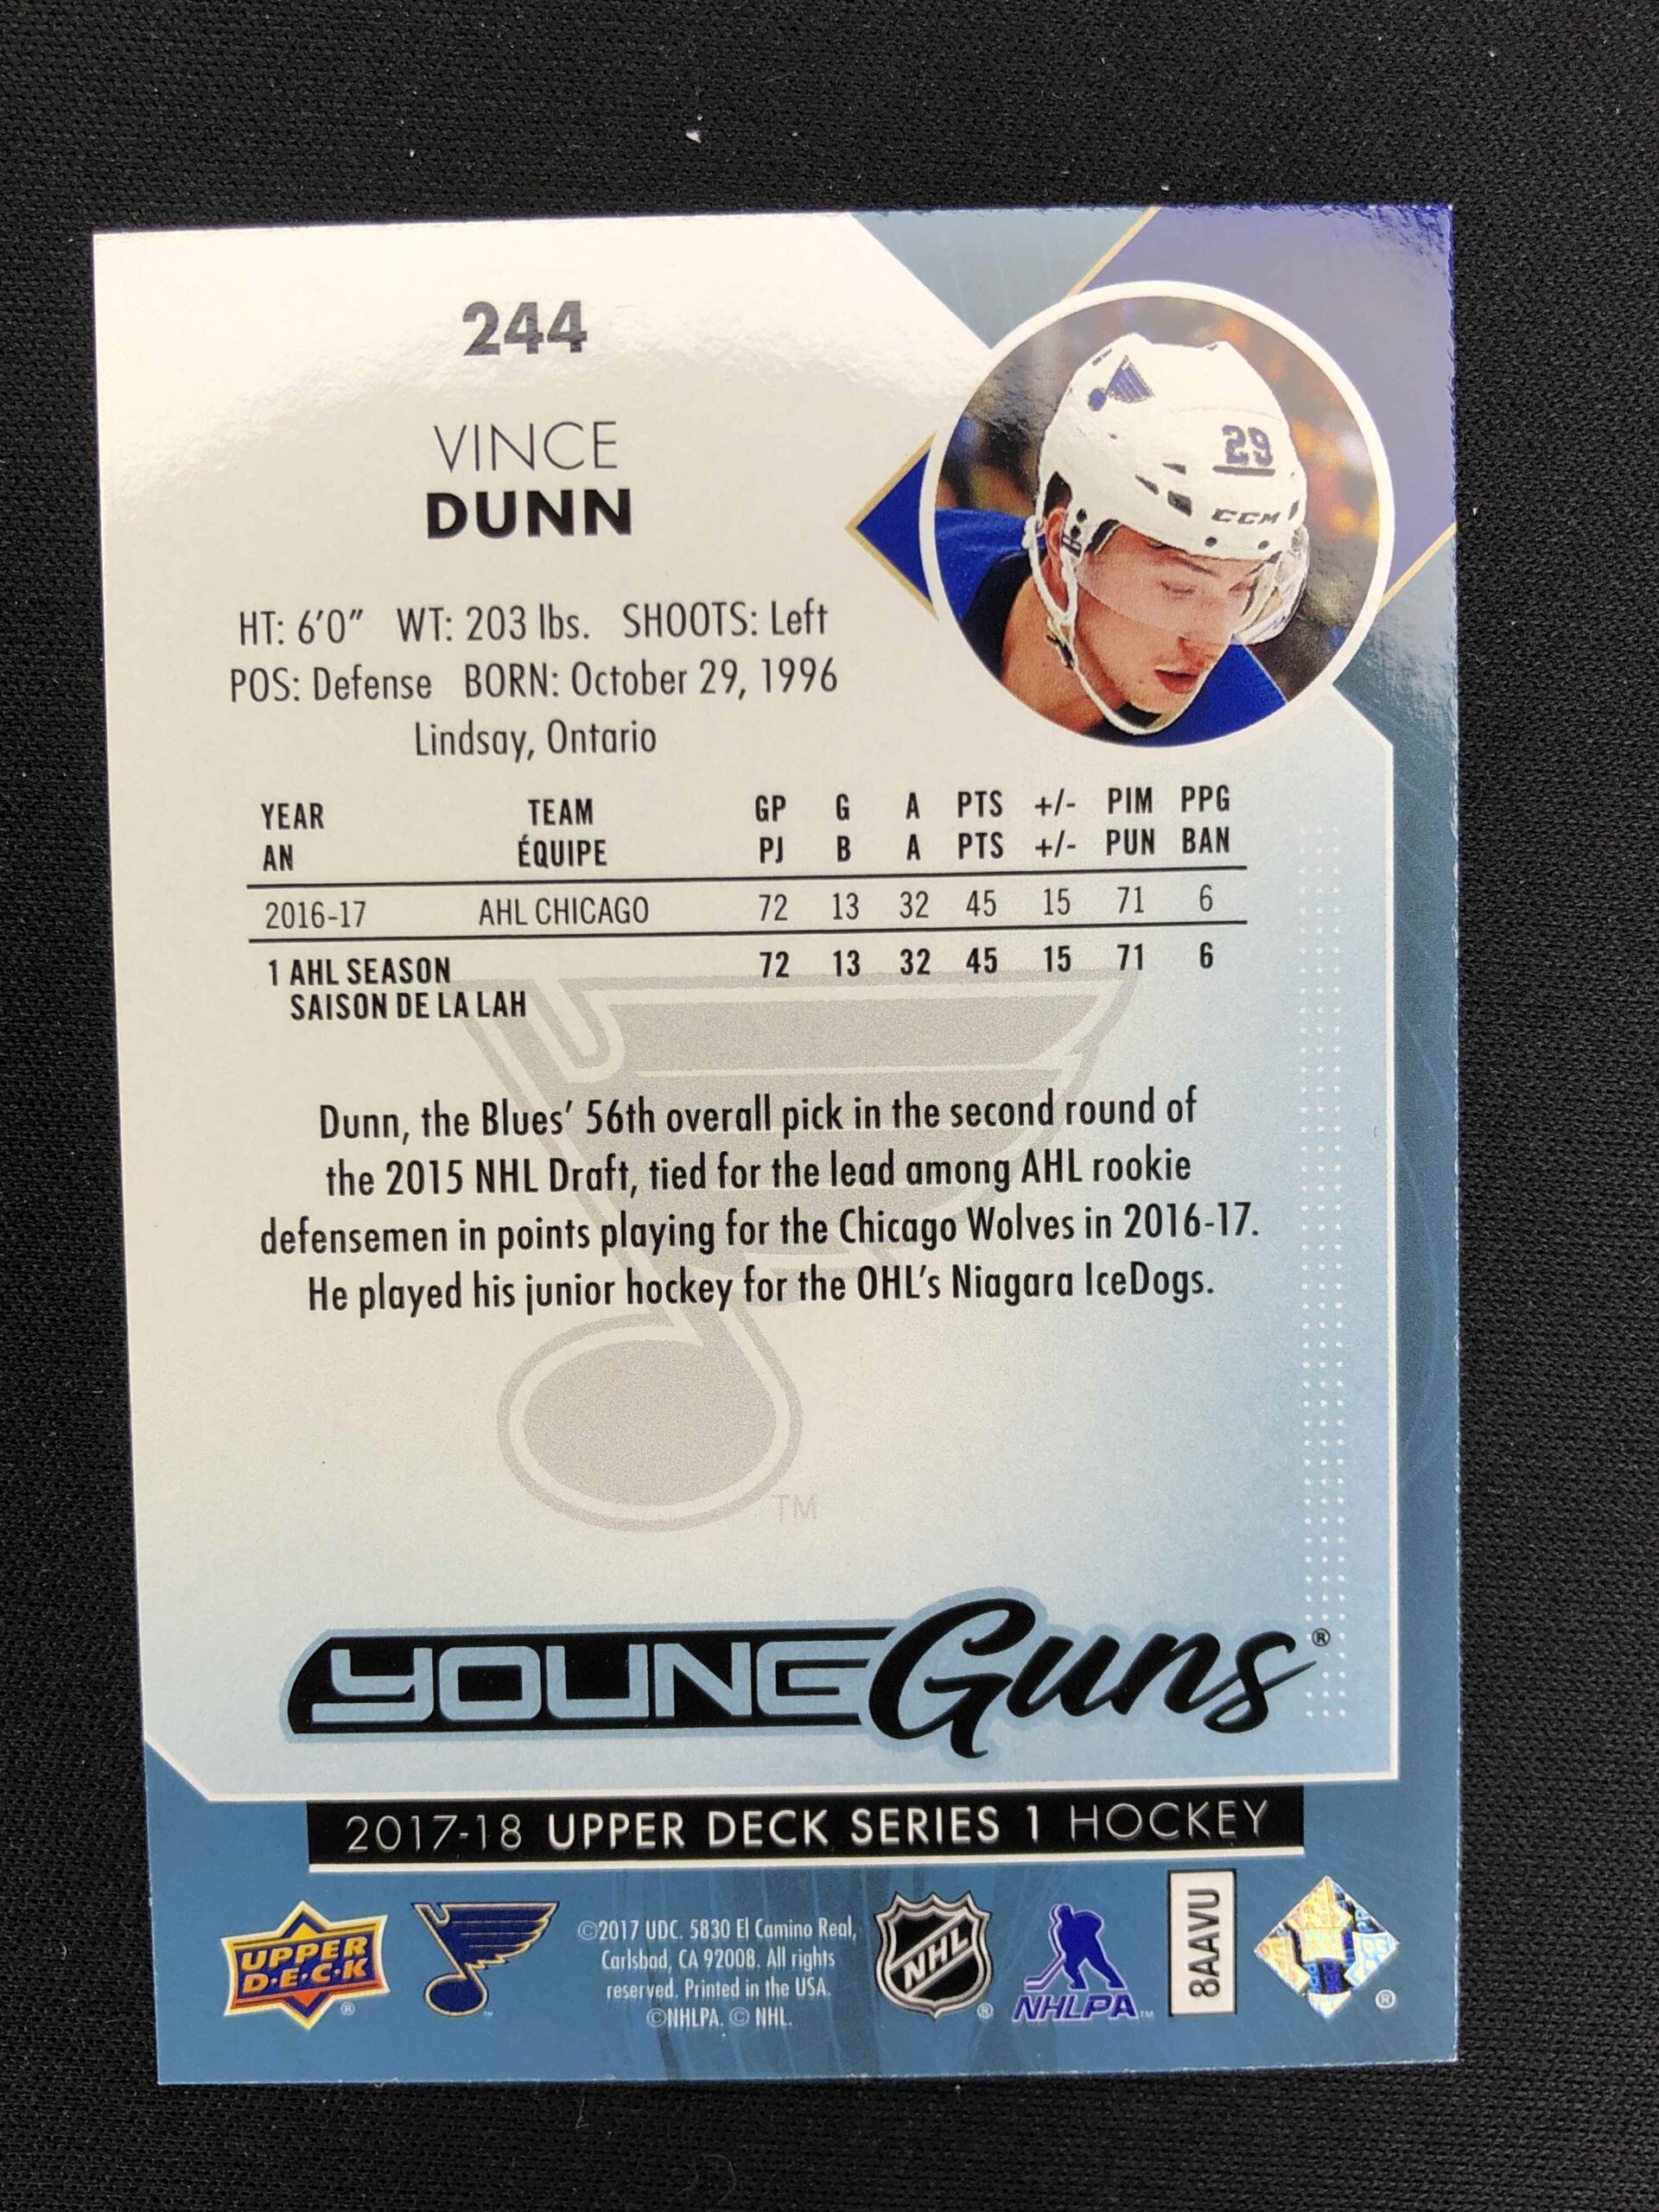 244
VINCE
DUNN
29
CCM
HT: 6'0" WT: 203 lbs. SHOOTS: Left
POS: Defense BORN: October 29, 1996
Lindsay, Ontario
YEAR TEAM GP G A PTS +/- PIM PPG
AN ÉQUIPE PJ B A PTS +/- PUN BAN
2016-17 AHL CHICAGO 72 13 32 45 15 71 6
1 AHL SEASON 72 13 32 45 15 71 6
SAISON DE LA LAH
Dunn, the Blues' 56th overall pick in the second round of
the 2015 NHL Draft, tied for the lead among AHL rookie
defensemen in points playing for the Chicago Wolves in 2016-17.
He played his junior hockey for the OHL's Niagara IceDogs.
TM
YOUNG Guns®
2017-18 UPPER DECK SERIES 1 HOCKEY
UPPER
D·E·C·K®
©2017 UDC. 5830 El Camino Real,
Carlsbad, CA 92008. All rights
reserved. Printed in the USA.
©NHLPA. © NHL.
NHL®
NHLPA™
8AAVU
®